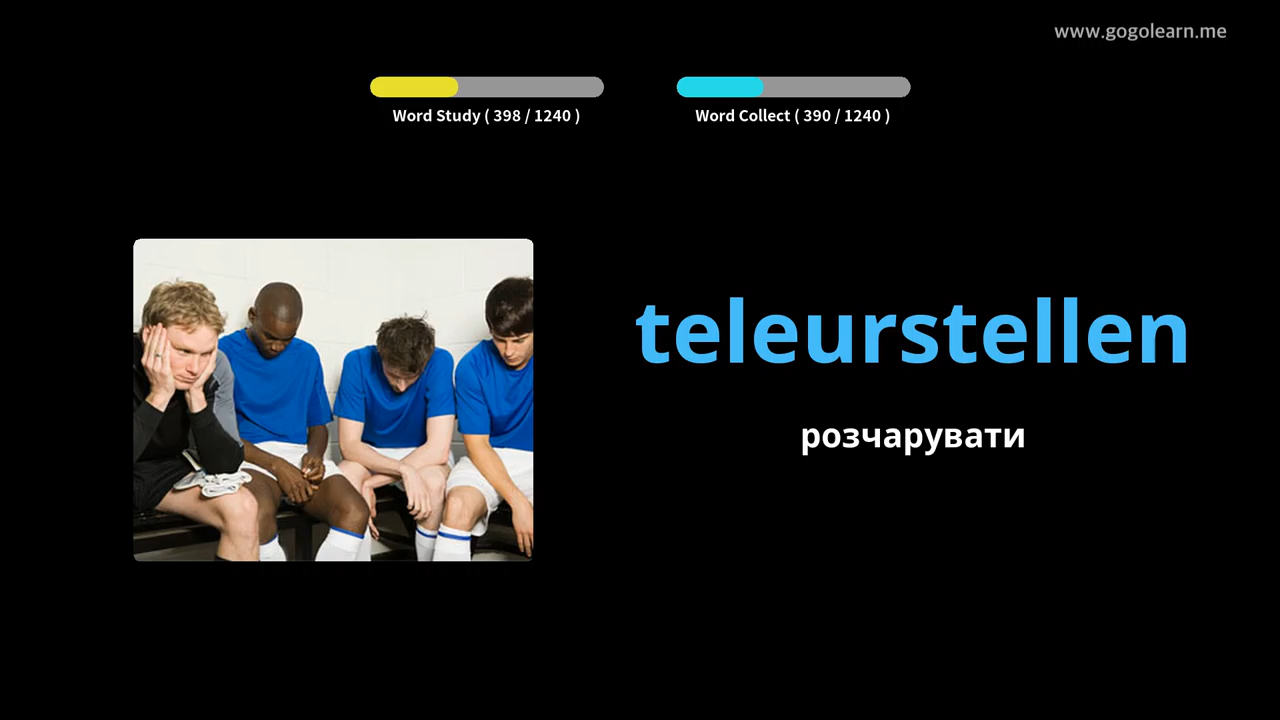 www.gogolearn.me
Word Study ( 398 / 1240 )
Word Collect ( 390 / 1240 )
teleurstellen
розчарувати